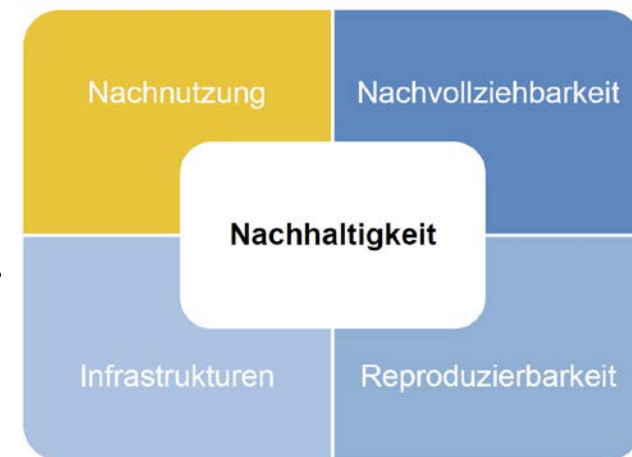 Nachnutzung
Nachvollziehbarkeit
Nachhaltigkeit
Infrastrukturen
Reproduzierbarkeit